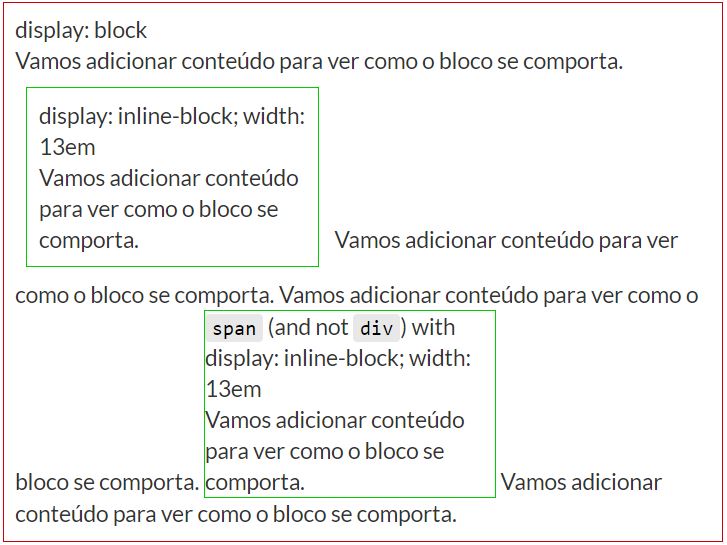 display: block
Vamos adicionar conteúdo para ver como o bloco se comporta.
display: inline-block; width:
13em
Vamos adicionar conteúdo
para ver como o bloco se
comporta.
Vamos adicionar conteúdo para ver
como o bloco se comporta. Vamos adicionar conteúdo para ver como o
span (and not div) with
display: inline-block; width:
13em
Vamos adicionar conteúdo
para ver como o bloco se
bloco se comporta. comporta. Vamos adicionar
conteúdo para ver como o bloco se comporta.